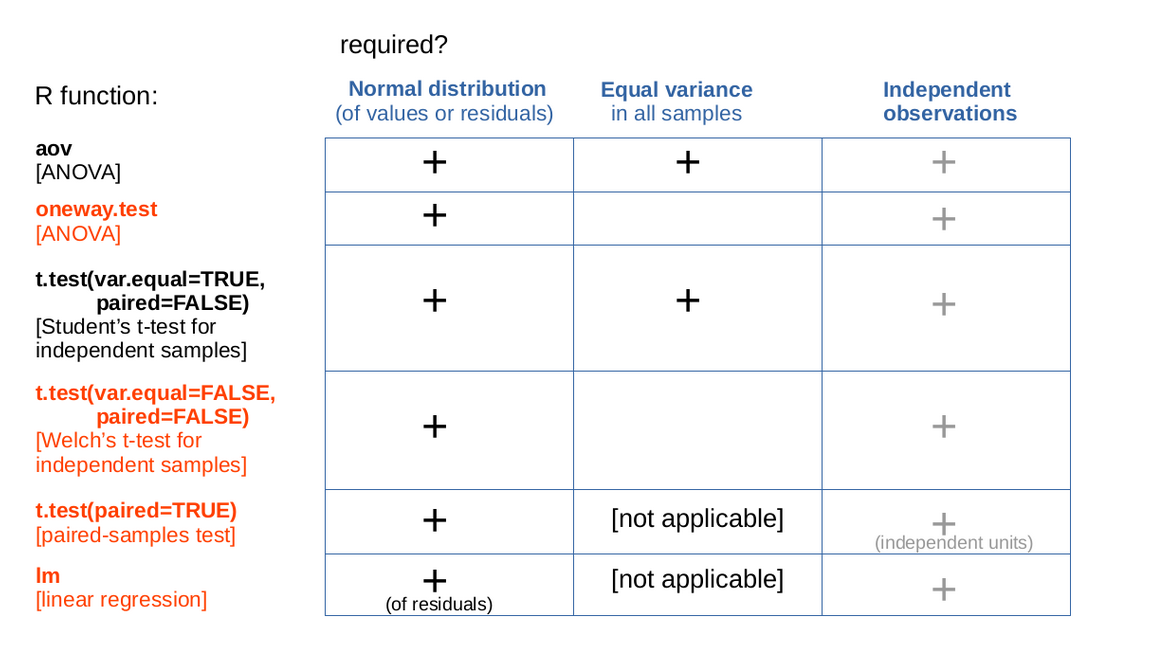 required?
R function:
Normal distribution
(of values or residuals)
Equal variance
in all samples
Independent
observations
aov
[ANOVA]
+ + +
oneway.test
[ANOVA]
+ +
t.test(var.equal=TRUE,
paired=FALSE)
[Student’s t-test for
independent samples]
+ + +
t.test(var.equal=FALSE,
paired=FALSE)
[Welch’s t-test for
independent samples]
+ +
t.test(paired=TRUE)
[paired-samples test]
+ [not applicable] +
(independent units)
lm
[linear regression]
+ [not applicable] +
(of residuals)